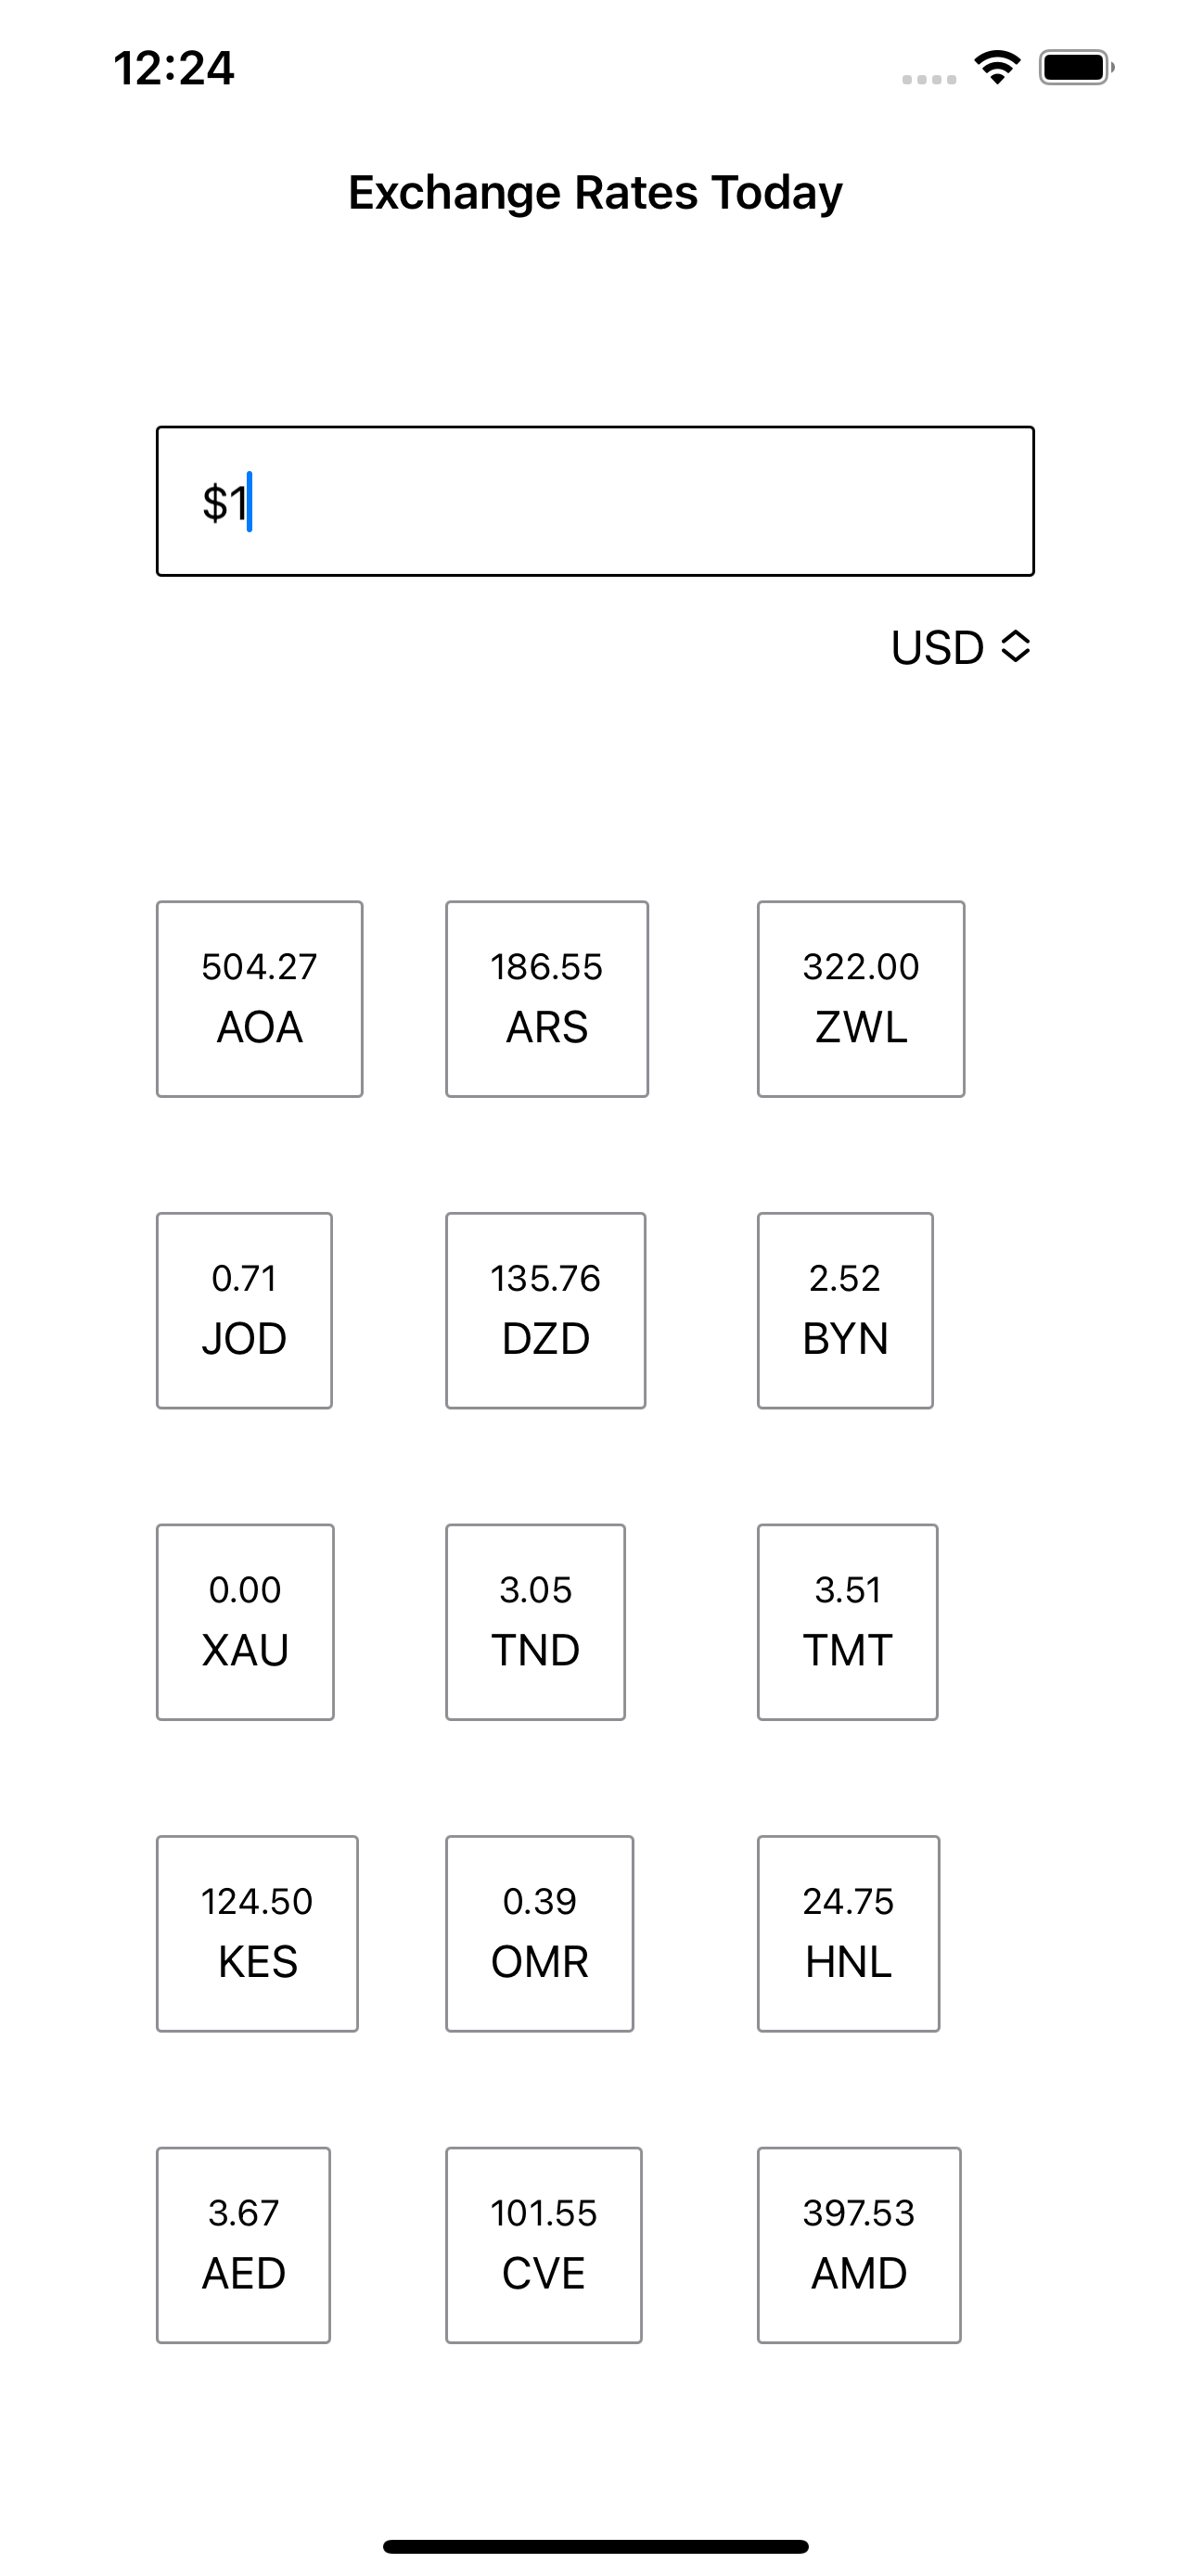 12:24
Exchange Rates Today
$1
USD
504.27
AOA
186.55
ARS
322.00
ZWL
0.71
JOD
135.76
DZD
2.52
BYN
0.00
XAU
3.05
TND
3.51
TMT
124.50
KES
0.39
OMR
24.75
HNL
3.67
AED
101.55
CVE
397.53
AMD